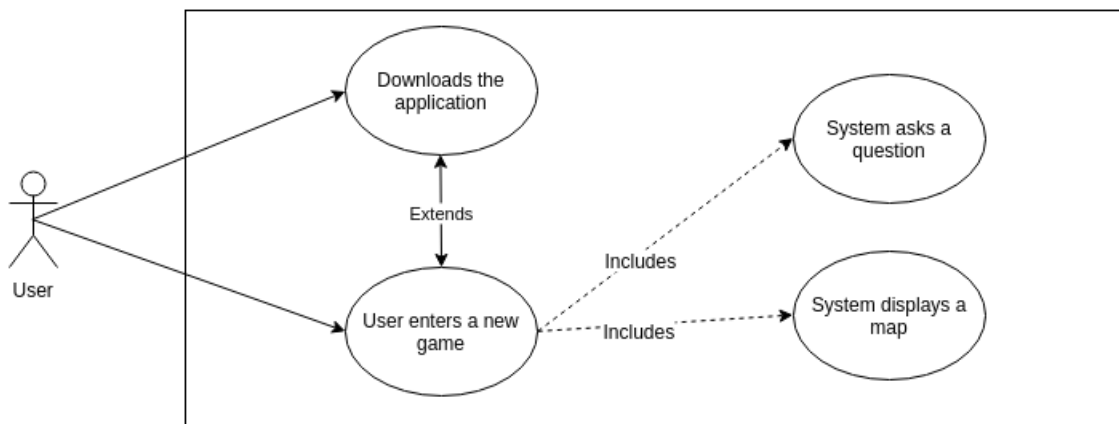 Downloads the
application
System asks a
question
Extends
User
Includes
User enters a new
game
Includes
System displays a
map